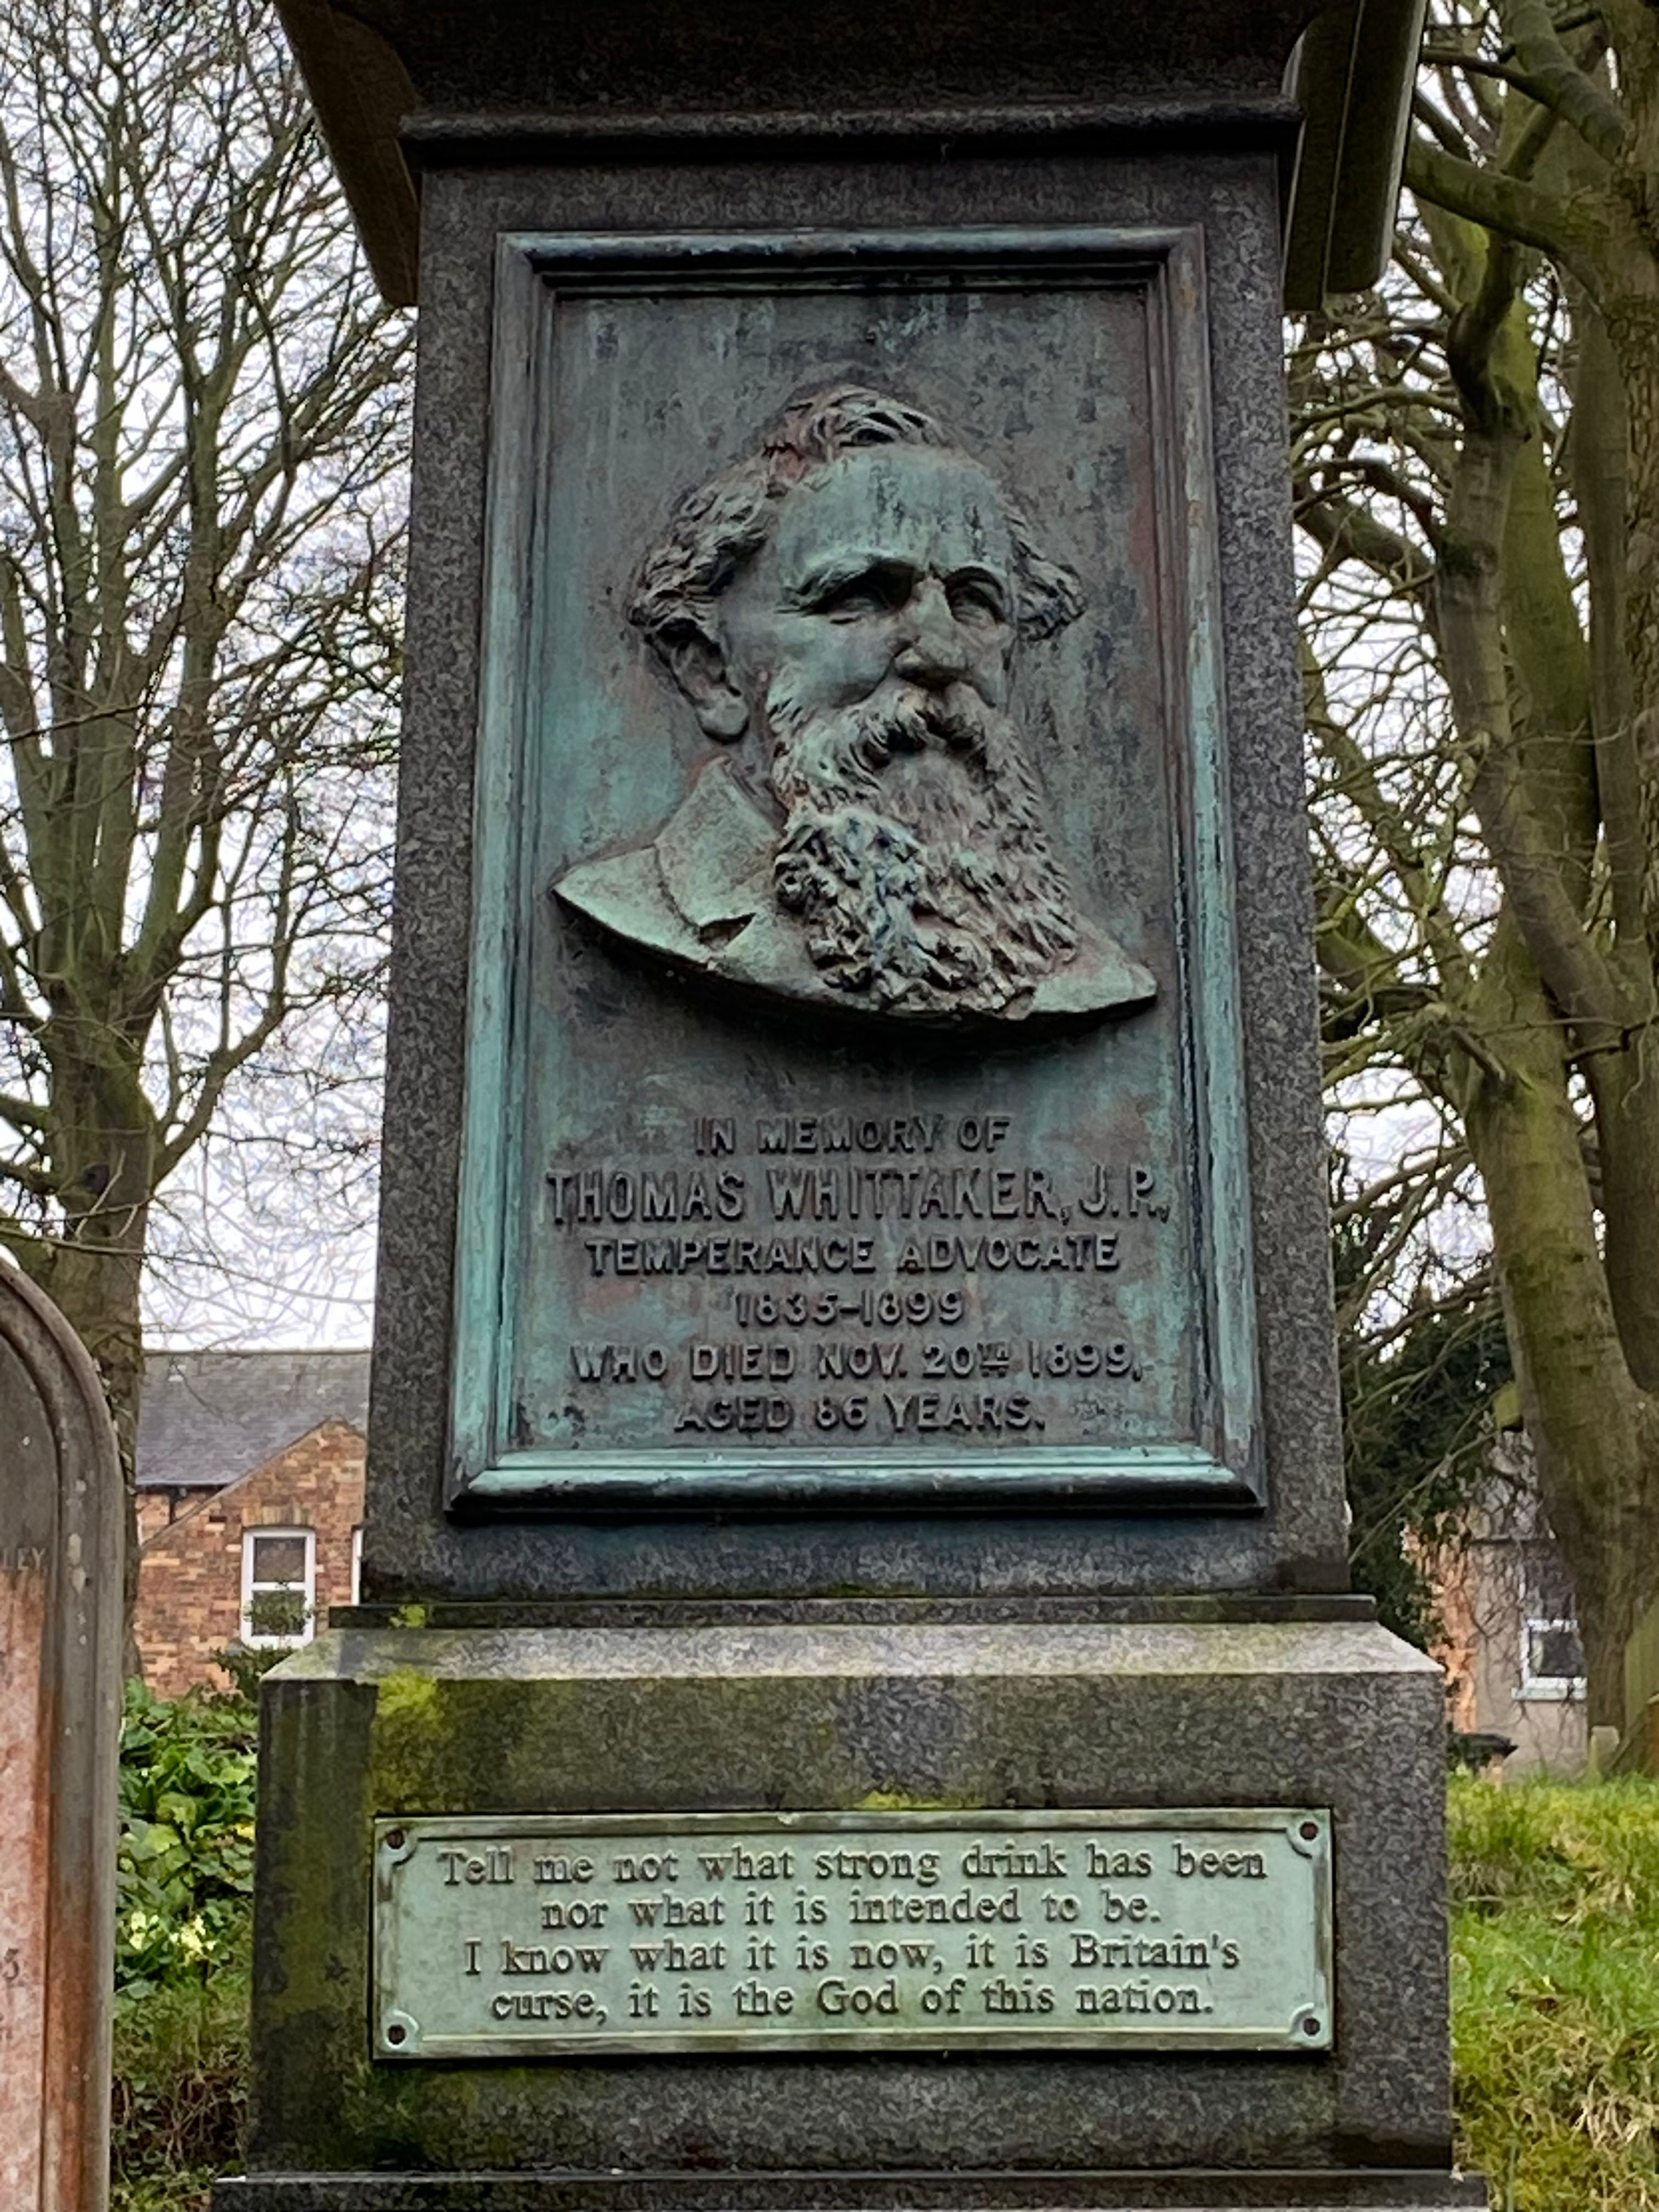 IN MEMORY OF
THOMAS WHITTAKER, J.P.,
TEMPERANCE ADVOCATE
1835–1899
WHO DIED NOV. 20TH 1899,
AGED 86 YEARS.
Tell me not what strong drink has been
nor what it is intended to be.
I know what it is now, it is Britain's
curse, it is the God of this nation.